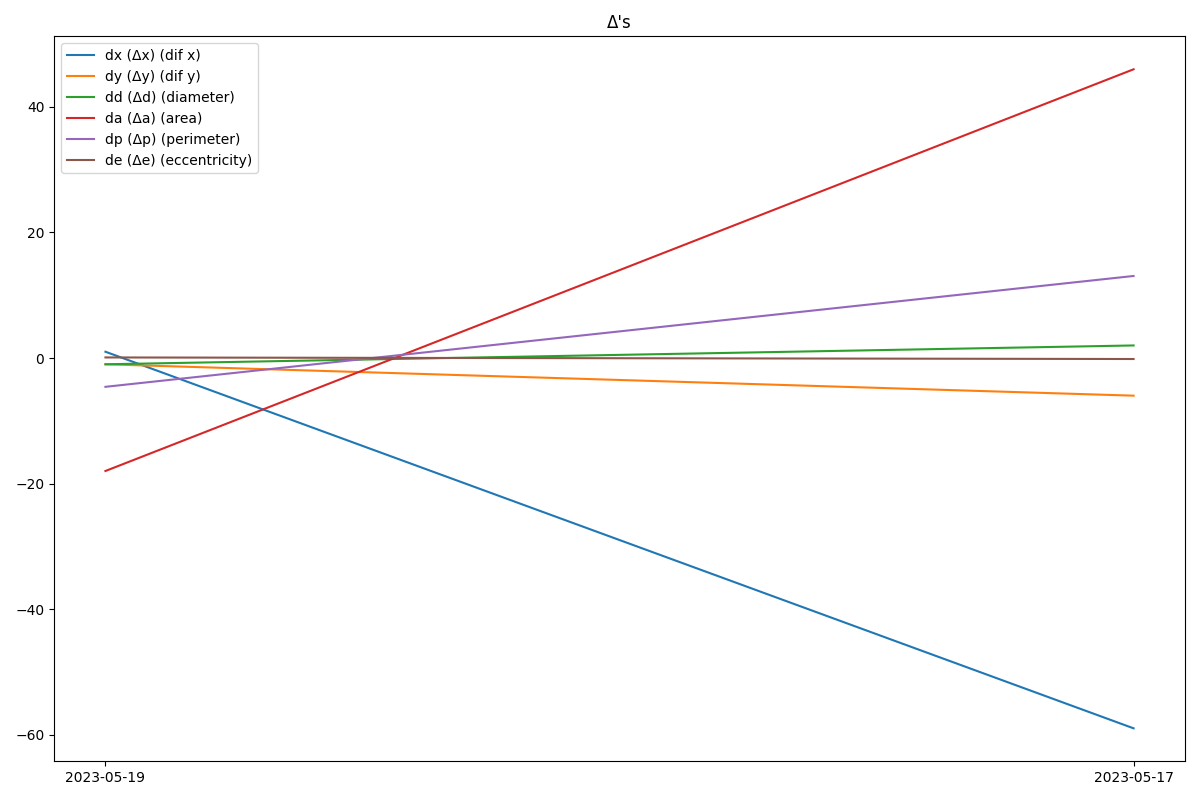 Δ's
dx (Δx) (dif x)
dy (Δy) (dif y)
dd (Δd) (diameter)
da (Δa) (area)
dp (Δp) (perimeter)
de (Δe) (eccentricity)
40
20
0
−20
−40
−60
2023-05-19
2023-05-17